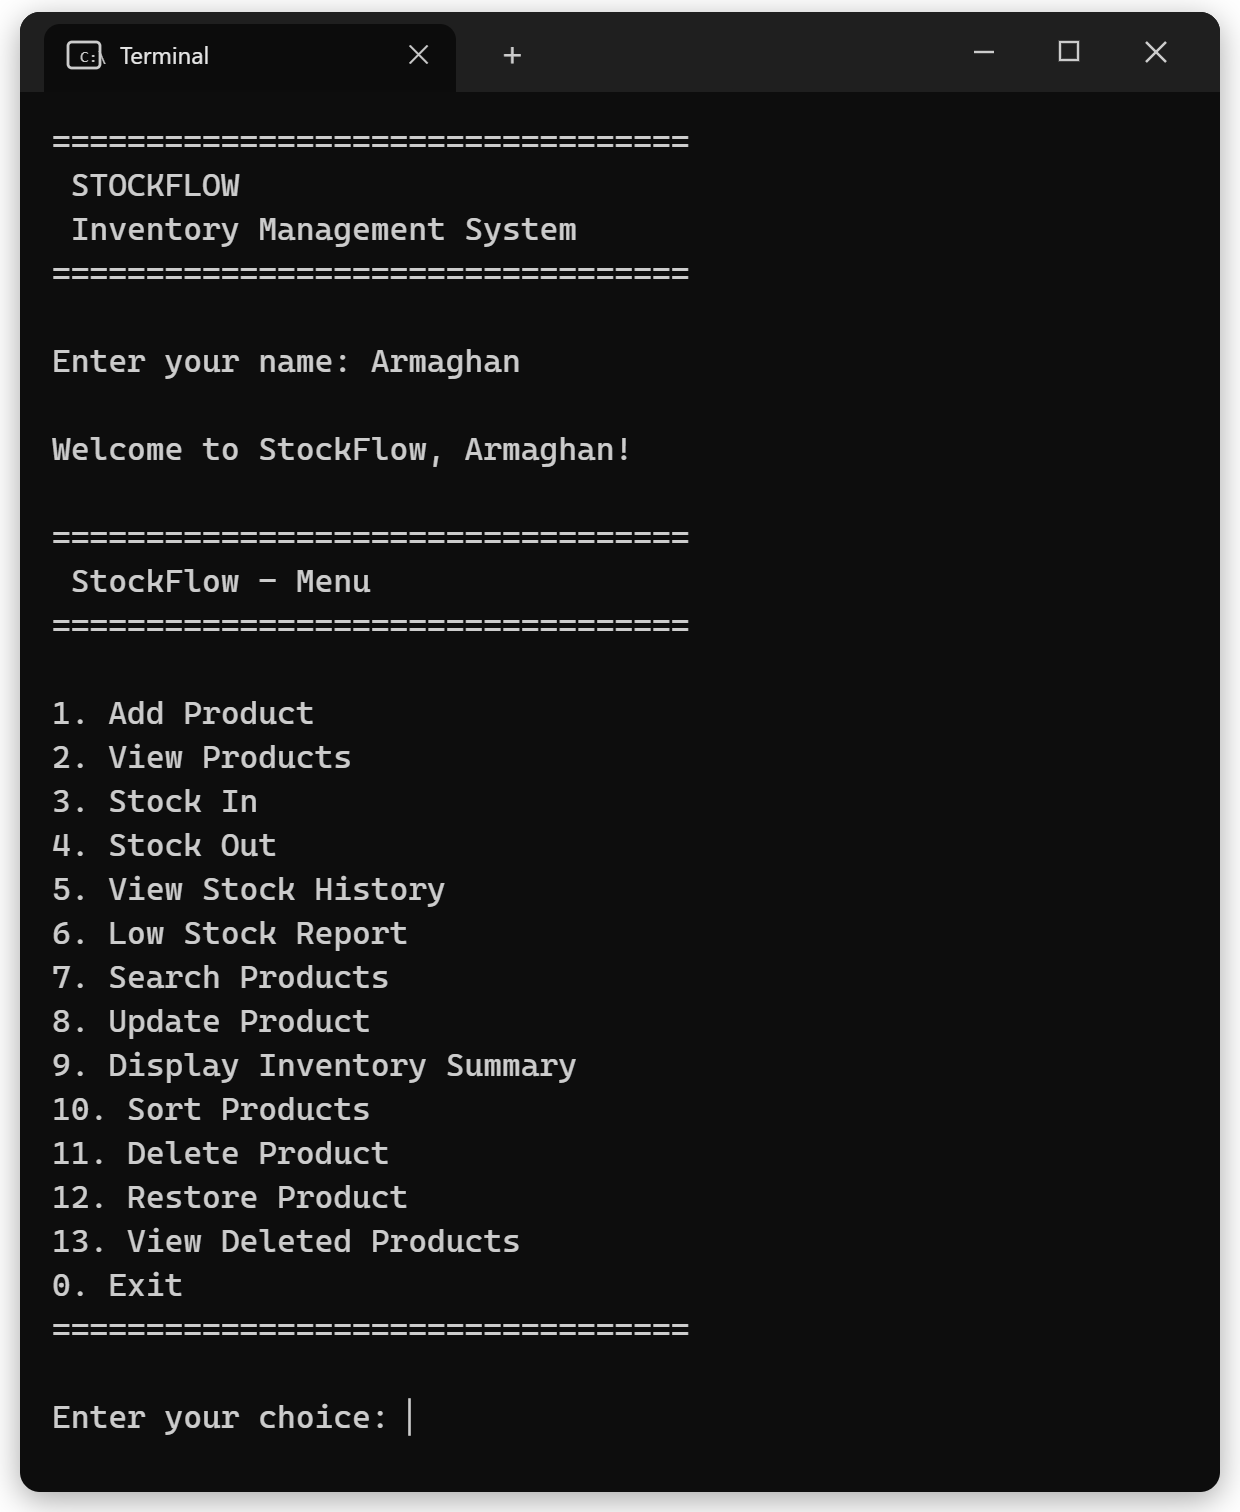 Terminal
==================================
STOCKFLOW
Inventory Management System
==================================
Enter your name: Armaghan
Welcome to StockFlow, Armaghan!
==================================
StockFlow - Menu
==================================
1. Add Product
2. View Products
3. Stock In
4. Stock Out
5. View Stock History
6. Low Stock Report
7. Search Products
8. Update Product
9. Display Inventory Summary
10. Sort Products
11. Delete Product
12. Restore Product
13. View Deleted Products
0. Exit
==================================
Enter your choice: